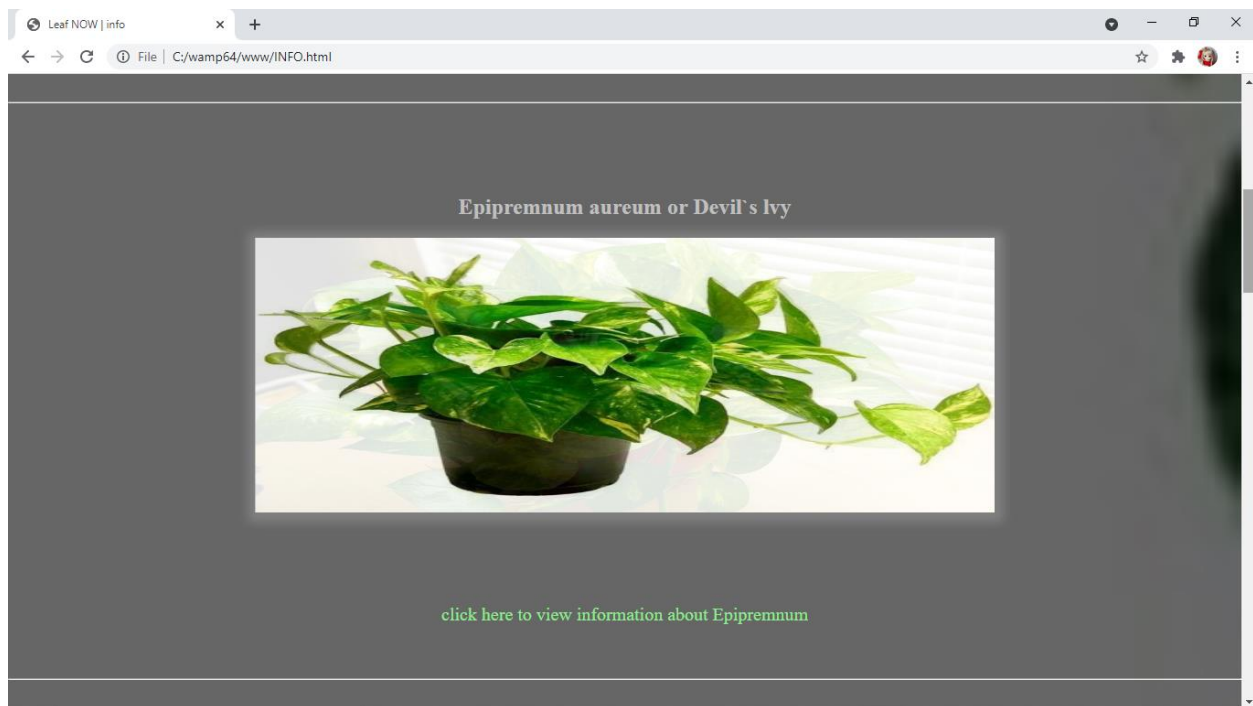 Leaf NOW | info
File | C:/wamp64/www/INFO.html
Epipremnum aureum or Devil`s lvy
click here to view information about Epipremnum